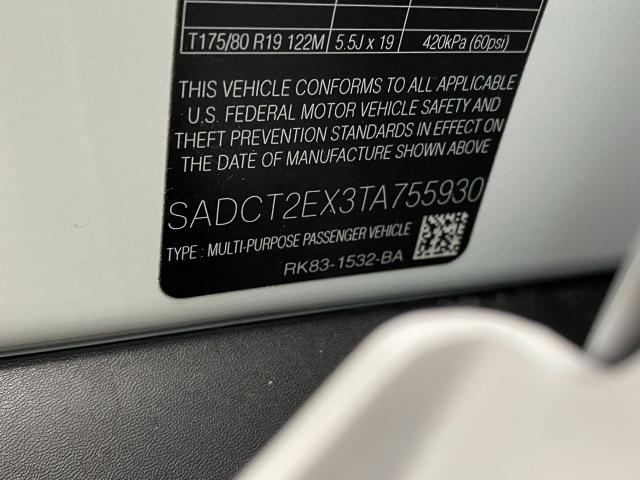 T175/80 R19 122M 5.5J x 19 420kPa (60psi)
THIS VEHICLE CONFORMS TO ALL APPLICABLE
U.S. FEDERAL MOTOR VEHICLE SAFETY AND
THEFT PREVENTION STANDARDS IN EFFECT ON
THE DATE OF MANUFACTURE SHOWN ABOVE
SADCT2EX3TA755930
TYPE : MULTI-PURPOSE PASSENGER VEHICLE
RK83-1532-BA